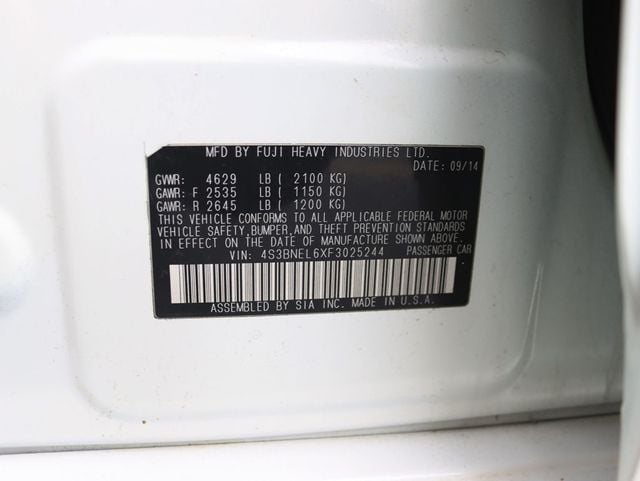 MFD BY FUJI HEAVY INDUSTRIES LTD.
DATE: 09/14
GVWR: 4629 LB ( 2100 KG)
GAWR: F 2535 LB ( 1150 KG)
GAWR: R 2645 LB ( 1200 KG)
THIS VEHICLE CONFORMS TO ALL APPLICABLE FEDERAL MOTOR
VEHICLE SAFETY, BUMPER, AND THEFT PREVENTION STANDARDS
IN EFFECT ON THE DATE OF MANUFACTURE SHOWN ABOVE.
VIN: 4S3BNEL6XF3025244 PASSENGER CAR
ASSEMBLED BY SIA INC. MADE IN U.S.A.